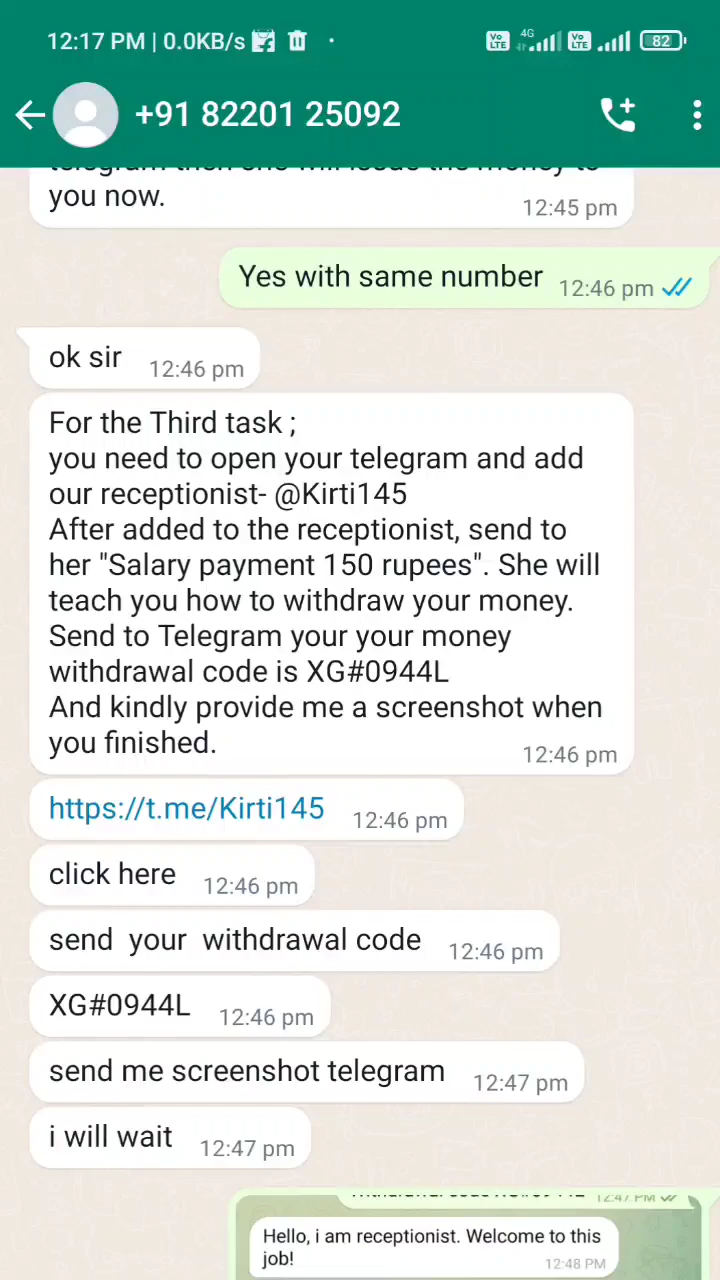 12:17 PM | 0.0KB/s
4G
82
+91 82201 25092
you now.
12:45 pm
Yes with same number 12:46 pm
ok sir 12:46 pm
For the Third task ;
you need to open your telegram and add
our receptionist- @Kirti145
After added to the receptionist, send to
her "Salary payment 150 rupees". She will
teach you how to withdraw your money.
Send to Telegram your your money
withdrawal code is XG#0944L
And kindly provide me a screenshot when
you finished.
12:46 pm
https://t.me/Kirti145 12:46 pm
click here 12:46 pm
send your withdrawal code 12:46 pm
XG#0944L 12:46 pm
send me screenshot telegram 12:47 pm
i will wait 12:47 pm
12:47 PM
Hello, i am receptionist. Welcome to this
job!
12:48 PM